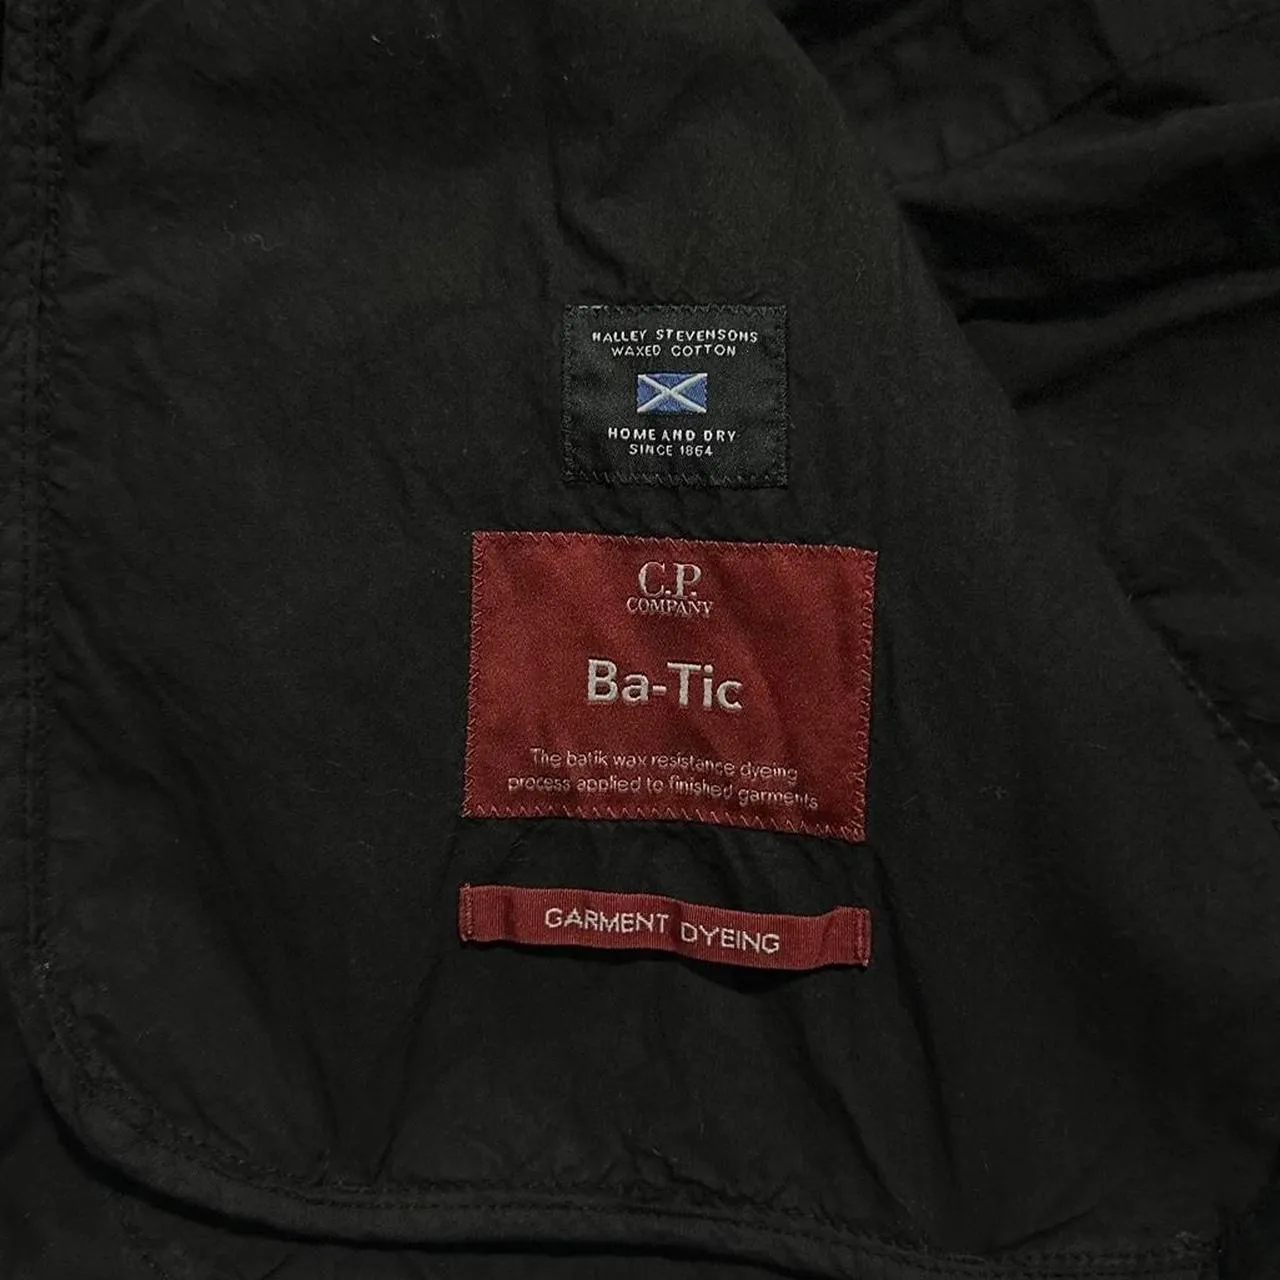 HALLEY STEVENSONS
WAXED COTTON
HOME AND DRY
SINCE 1864
C.P.
COMPANY
Ba-Tic
The batik wax resistance dyeing
process applied to finished garments
GARMENT DYEING